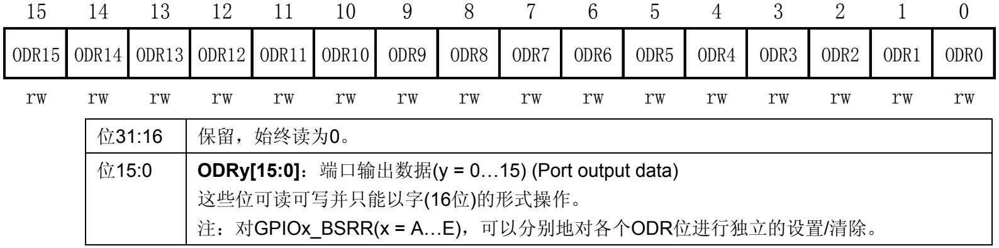 15 14 13 12 11 10 9 8 7 6 5 4 3 2 1 0
ODR15 ODR14 ODR13 ODR12 ODR11 ODR10 ODR9 ODR8 ODR7 ODR6 ODR5 ODR4 ODR3 ODR2 ODR1 ODR0
rw rw rw rw rw rw rw rw rw rw rw rw rw rw rw rw
位31:16 保留，始终读为0。
位15:0 ODRy[15:0]：端口输出数据(y = 0…15) (Port output data)
这些位可读可写并只能以字(16位)的形式操作。
注：对GPIOx_BSRR(x = A…E)，可以分别地对各个ODR位进行独立的设置/清除。